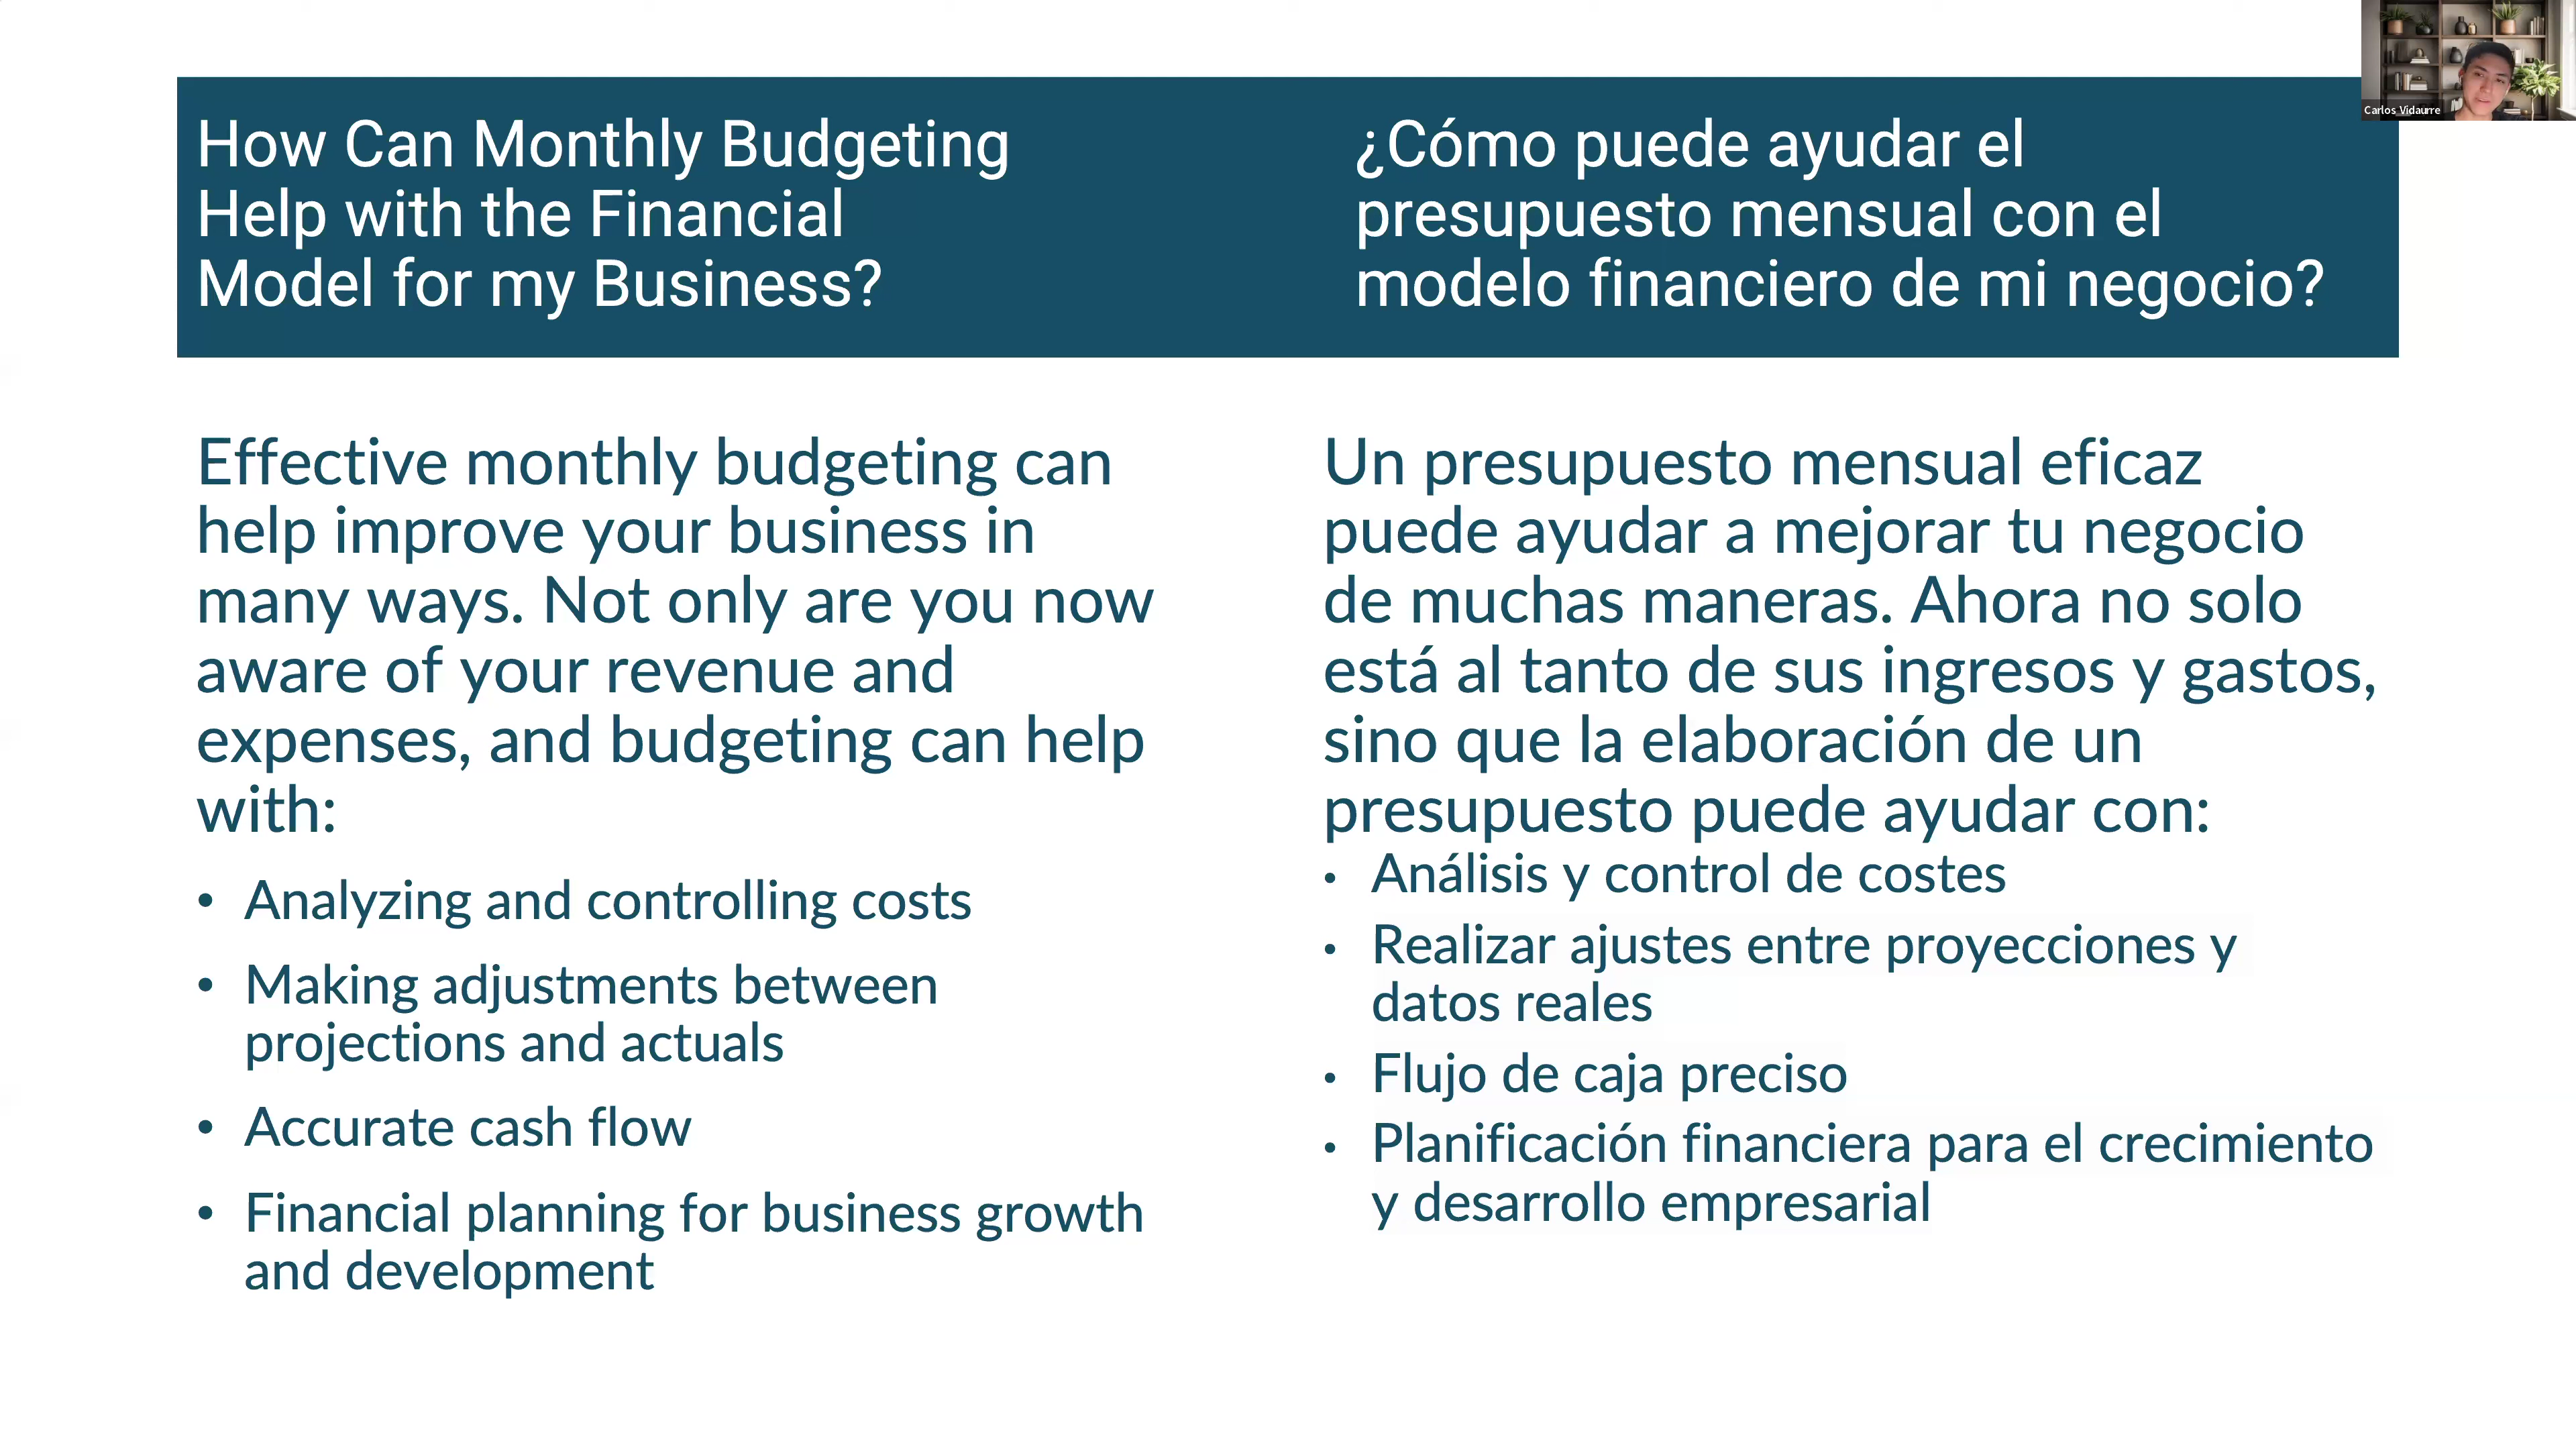 How Can Monthly Budgeting
Help with the Financial
Model for my Business?
¿Cómo puede ayudar el
presupuesto mensual con el
modelo financiero de mi negocio?
Carlos Vidaurre
Effective monthly budgeting can
help improve your business in
many ways. Not only are you now
aware of your revenue and
expenses, and budgeting can help
with:
• Analyzing and controlling costs
• Making adjustments between
projections and actuals
• Accurate cash flow
• Financial planning for business growth
and development
Un presupuesto mensual eficaz
puede ayudar a mejorar tu negocio
de muchas maneras. Ahora no solo
está al tanto de sus ingresos y gastos,
sino que la elaboración de un
presupuesto puede ayudar con:
• Análisis y control de costes
• Realizar ajustes entre proyecciones y
datos reales
• Flujo de caja preciso
• Planificación financiera para el crecimiento
y desarrollo empresarial